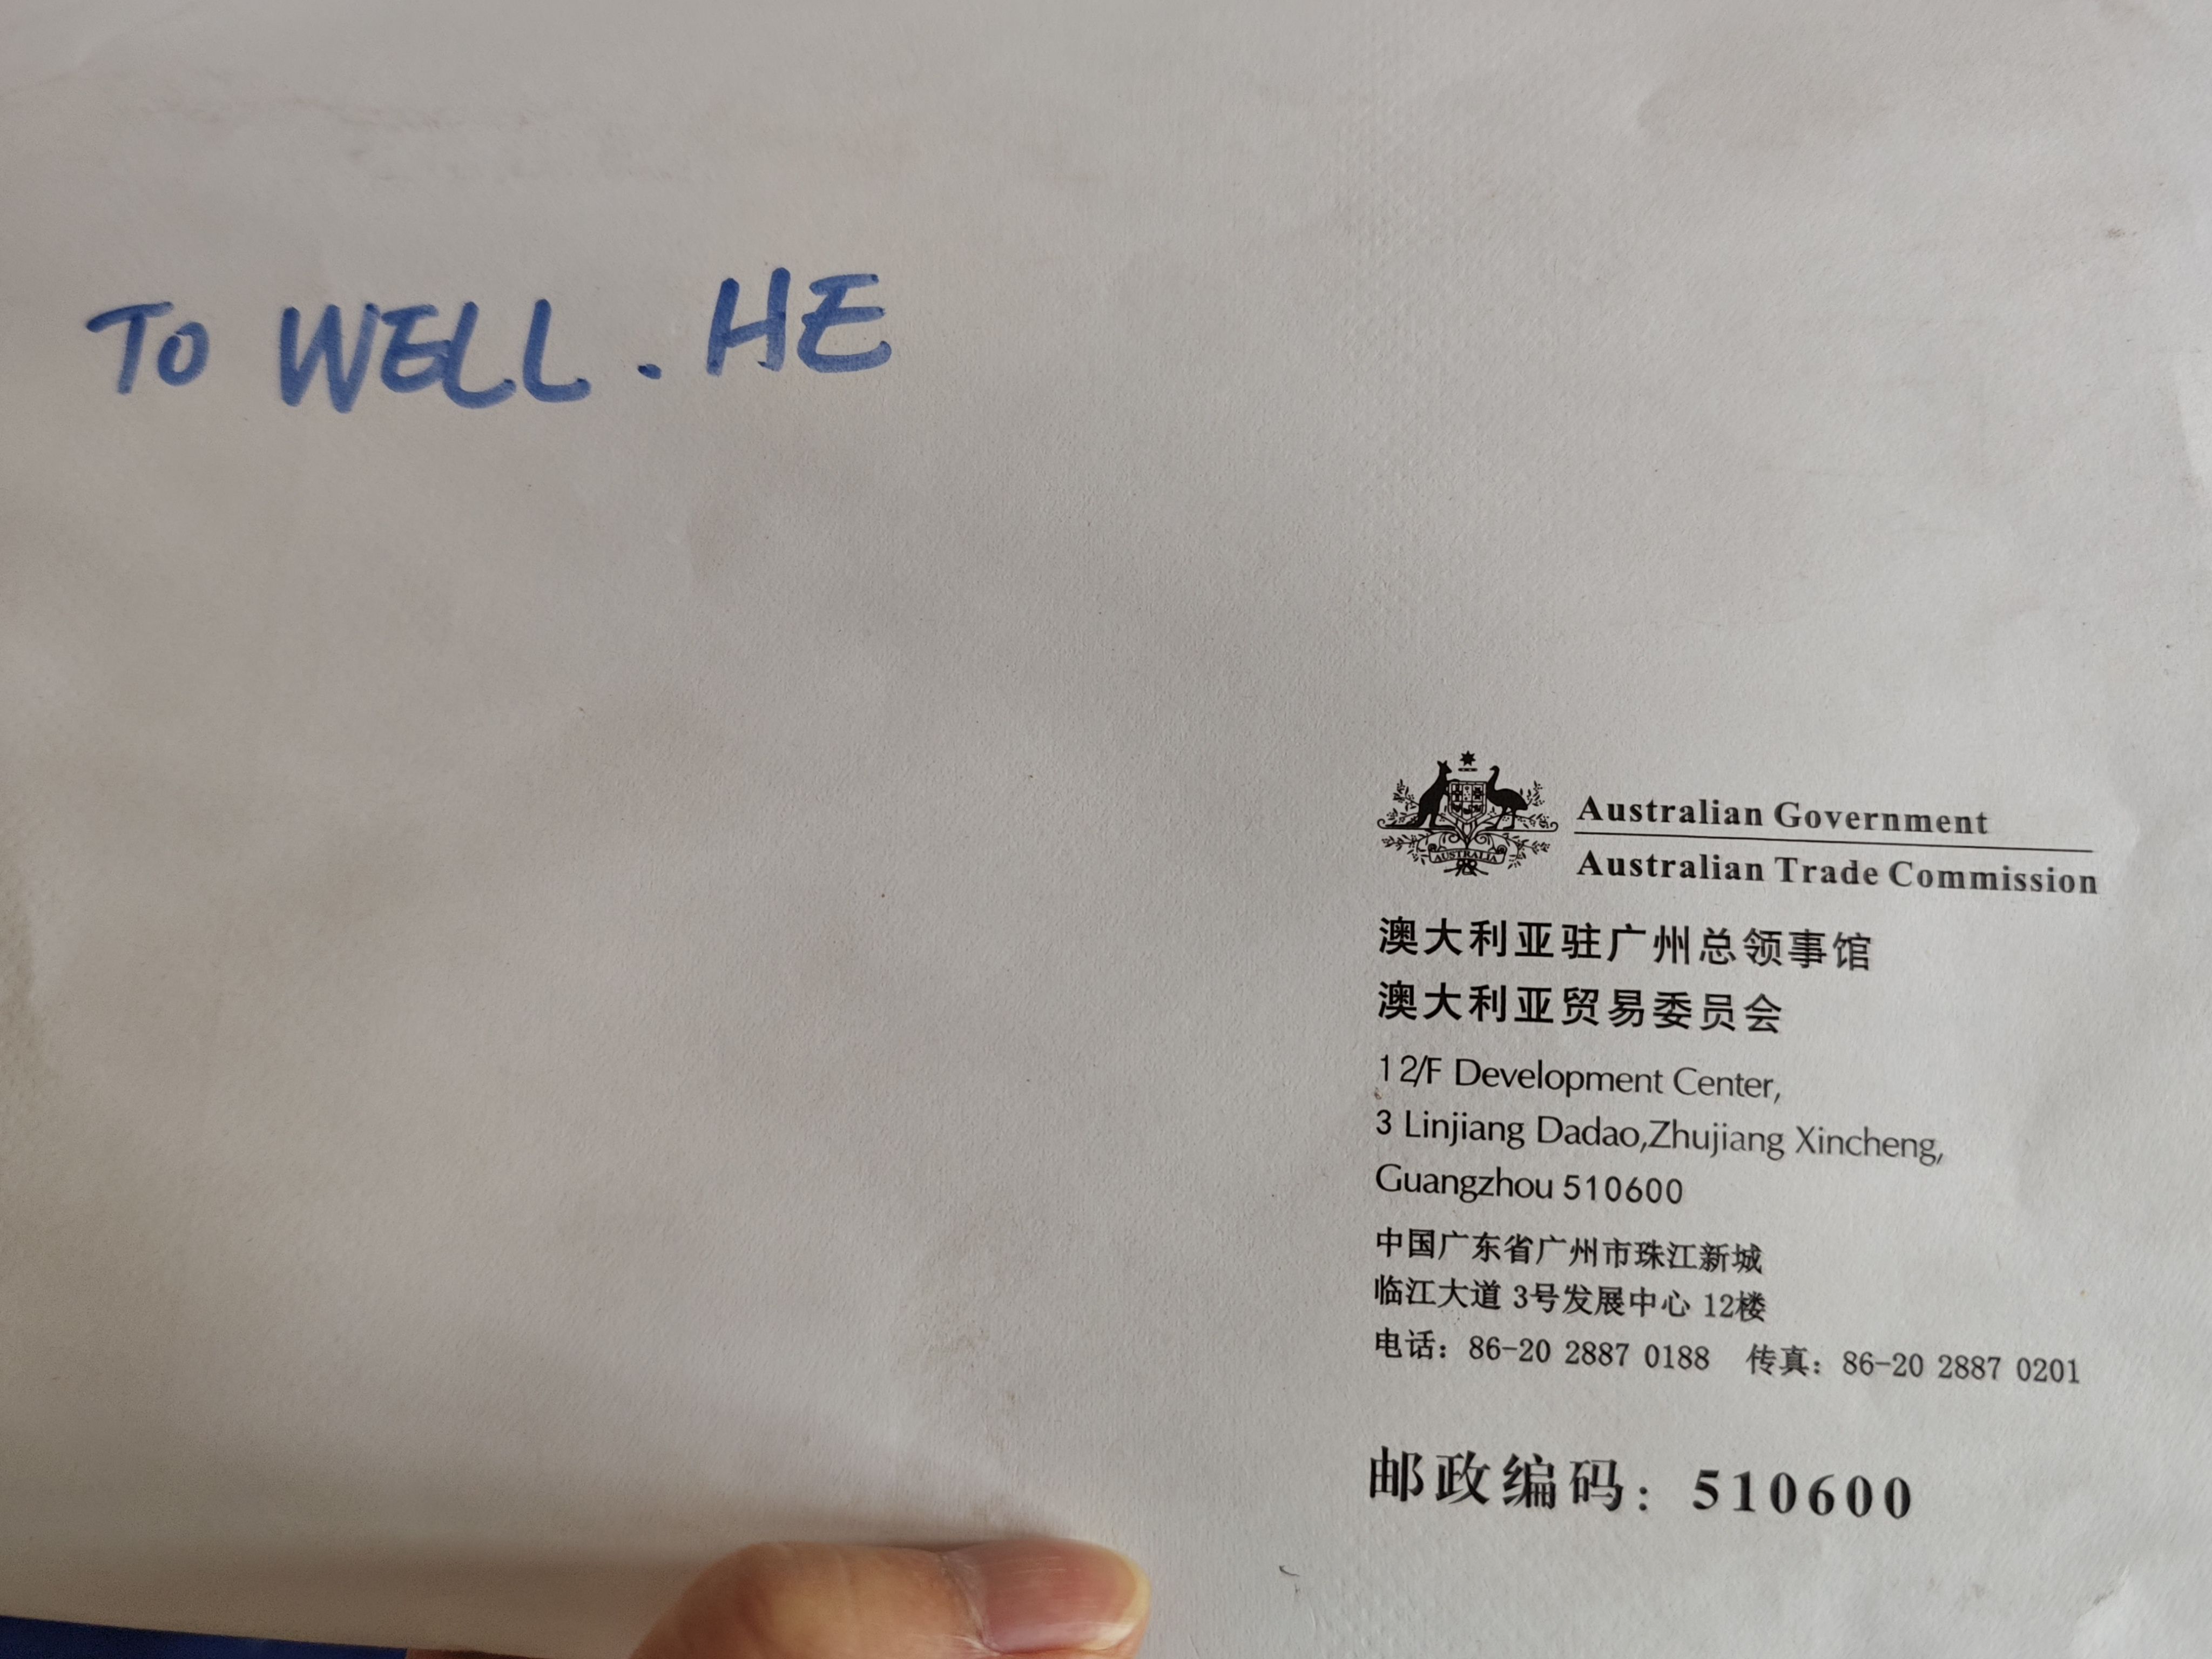 To WELL. HE
Australian Government
Australian Trade Commission
AUSTRALIA
澳大利亚驻广州总领事馆
澳大利亚贸易委员会
12/F Development Center,
3 Linjiang Dadao,Zhujiang Xincheng,
Guangzhou 510600
中国广东省广州市珠江新城
临江大道 3号发展中心 12楼
电话：86-20 2887 0188 传真：86-20 2887 0201
邮政编码：510600